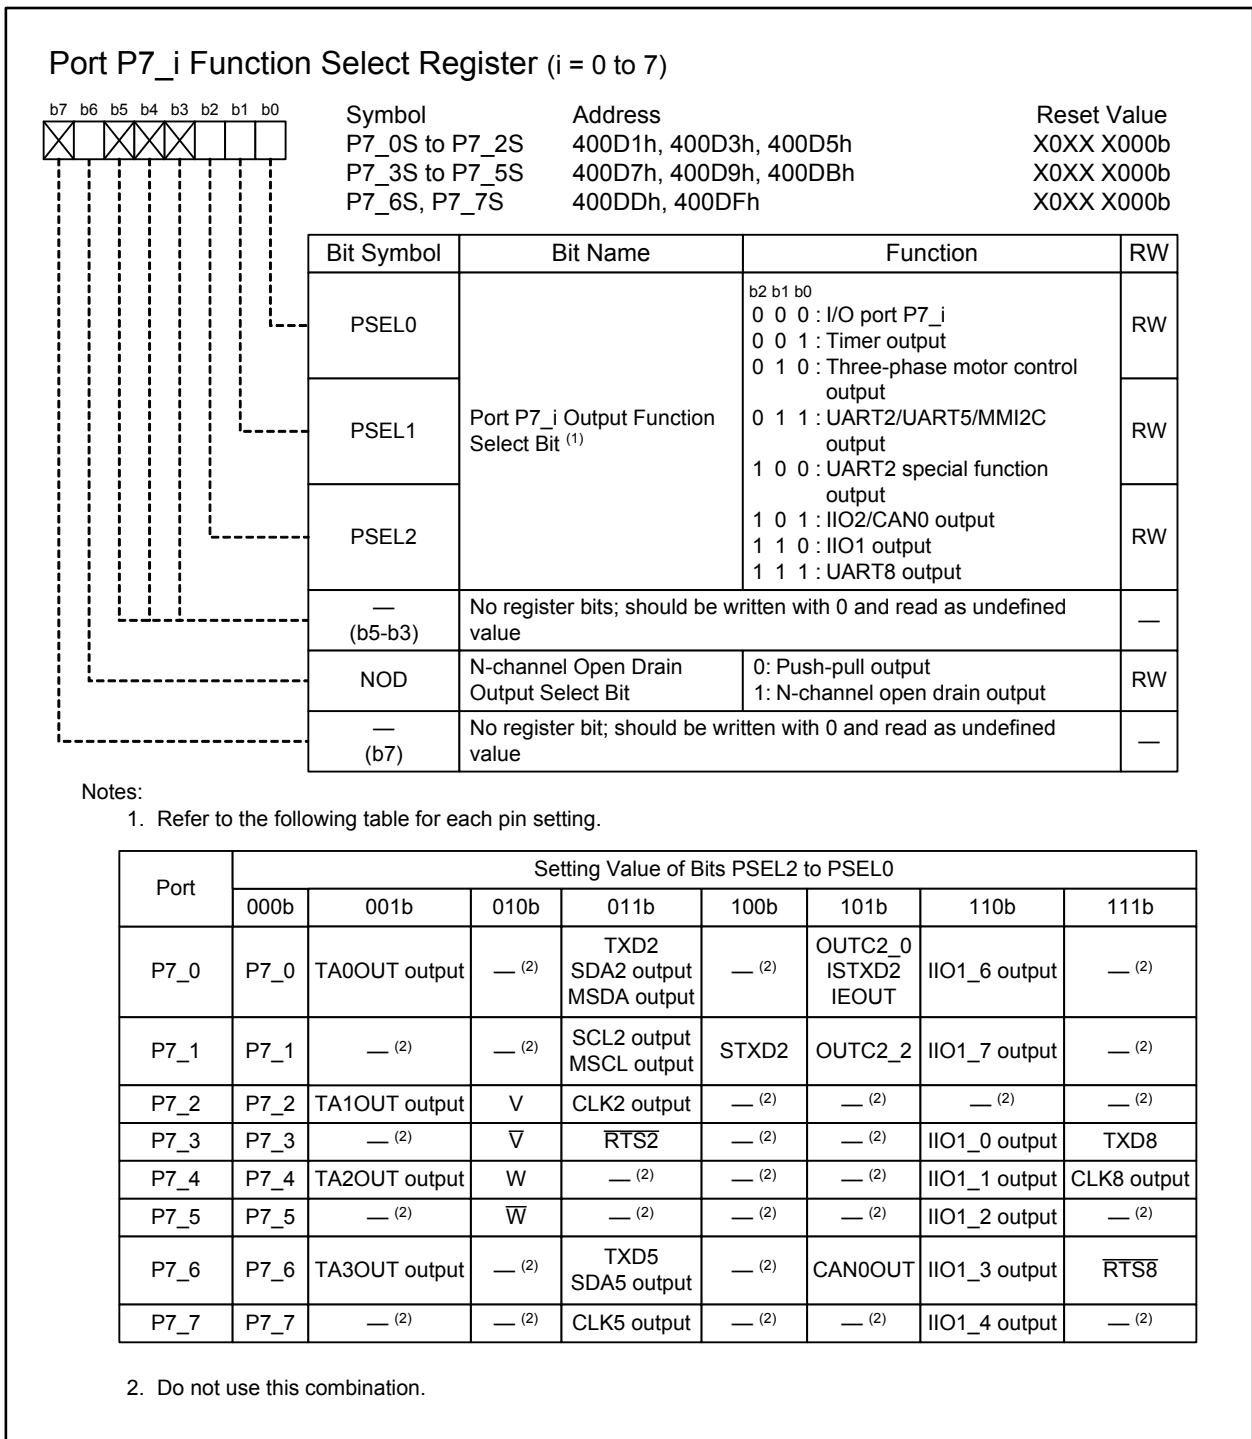 Port P7_i Function Select Register (i = 0 to 7)
b7 b6 b5 b4 b3 b2 b1 b0
Symbol Address Reset Value
P7_0S to P7_2S 400D1h, 400D3h, 400D5h X0XX X000b
P7_3S to P7_5S 400D7h, 400D9h, 400DBh X0XX X000b
P7_6S, P7_7S 400DDh, 400DFh X0XX X000b
Bit Symbol Bit Name Function RW
PSEL0 RW
PSEL1 RW
PSEL2 RW
Port P7_i Output Function
Select Bit (1)
b2 b1 b0
0 0 0 : I/O port P7_i
0 0 1 : Timer output
0 1 0 : Three-phase motor control
output
0 1 1 : UART2/UART5/MMI2C
output
1 0 0 : UART2 special function
output
1 0 1 : IIO2/CAN0 output
1 1 0 : IIO1 output
1 1 1 : UART8 output
— (b5-b3) No register bits; should be written with 0 and read as undefined
value —
NOD N-channel Open Drain
Output Select Bit
0: Push-pull output
1: N-channel open drain output
RW
— (b7) No register bit; should be written with 0 and read as undefined
value —
Notes:
1. Refer to the following table for each pin setting.
Port Setting Value of Bits PSEL2 to PSEL0
000b 001b 010b 011b 100b 101b 110b 111b
P7_0 P7_0 TA0OUT output — (2) TXD2 SDA2 output MSDA output — (2) OUTC2_0 ISTXD2 IEOUT IIO1_6 output — (2)
P7_1 P7_1 — (2) — (2) SCL2 output MSCL output STXD2 OUTC2_2 IIO1_7 output — (2)
P7_2 P7_2 TA1OUT output V CLK2 output — (2) — (2) — (2) — (2)
P7_3 P7_3 — (2) V̅ R̅T̅S̅2̅ — (2) — (2) IIO1_0 output TXD8
P7_4 P7_4 TA2OUT output W — (2) — (2) — (2) IIO1_1 output CLK8 output
P7_5 P7_5 — (2) W̅ — (2) — (2) — (2) IIO1_2 output — (2)
P7_6 P7_6 TA3OUT output — (2) TXD5 SDA5 output — (2) CAN0OUT IIO1_3 output R̅T̅S̅8̅
P7_7 P7_7 — (2) — (2) CLK5 output — (2) — (2) IIO1_4 output — (2)
2. Do not use this combination.